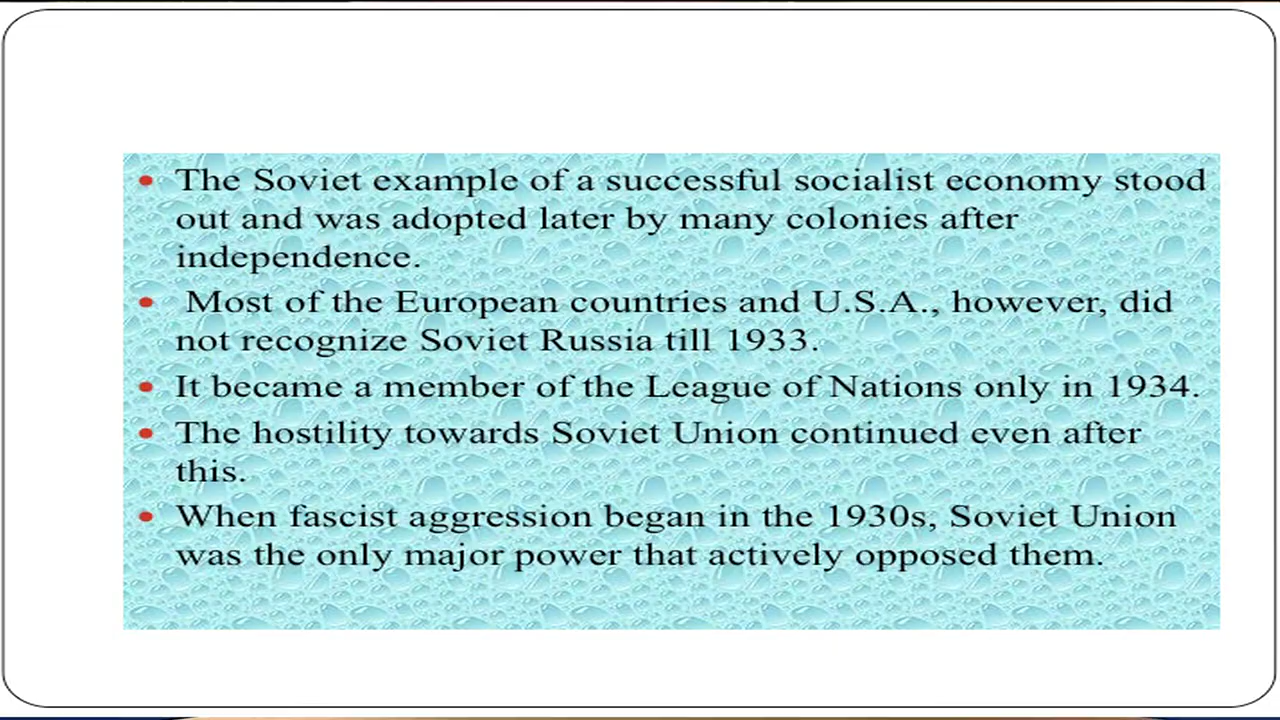 • The Soviet example of a successful socialist economy stood
out and was adopted later by many colonies after
independence.
• Most of the European countries and U.S.A., however, did
not recognize Soviet Russia till 1933.
• It became a member of the League of Nations only in 1934.
• The hostility towards Soviet Union continued even after
this.
• When fascist aggression began in the 1930s, Soviet Union
was the only major power that actively opposed them.